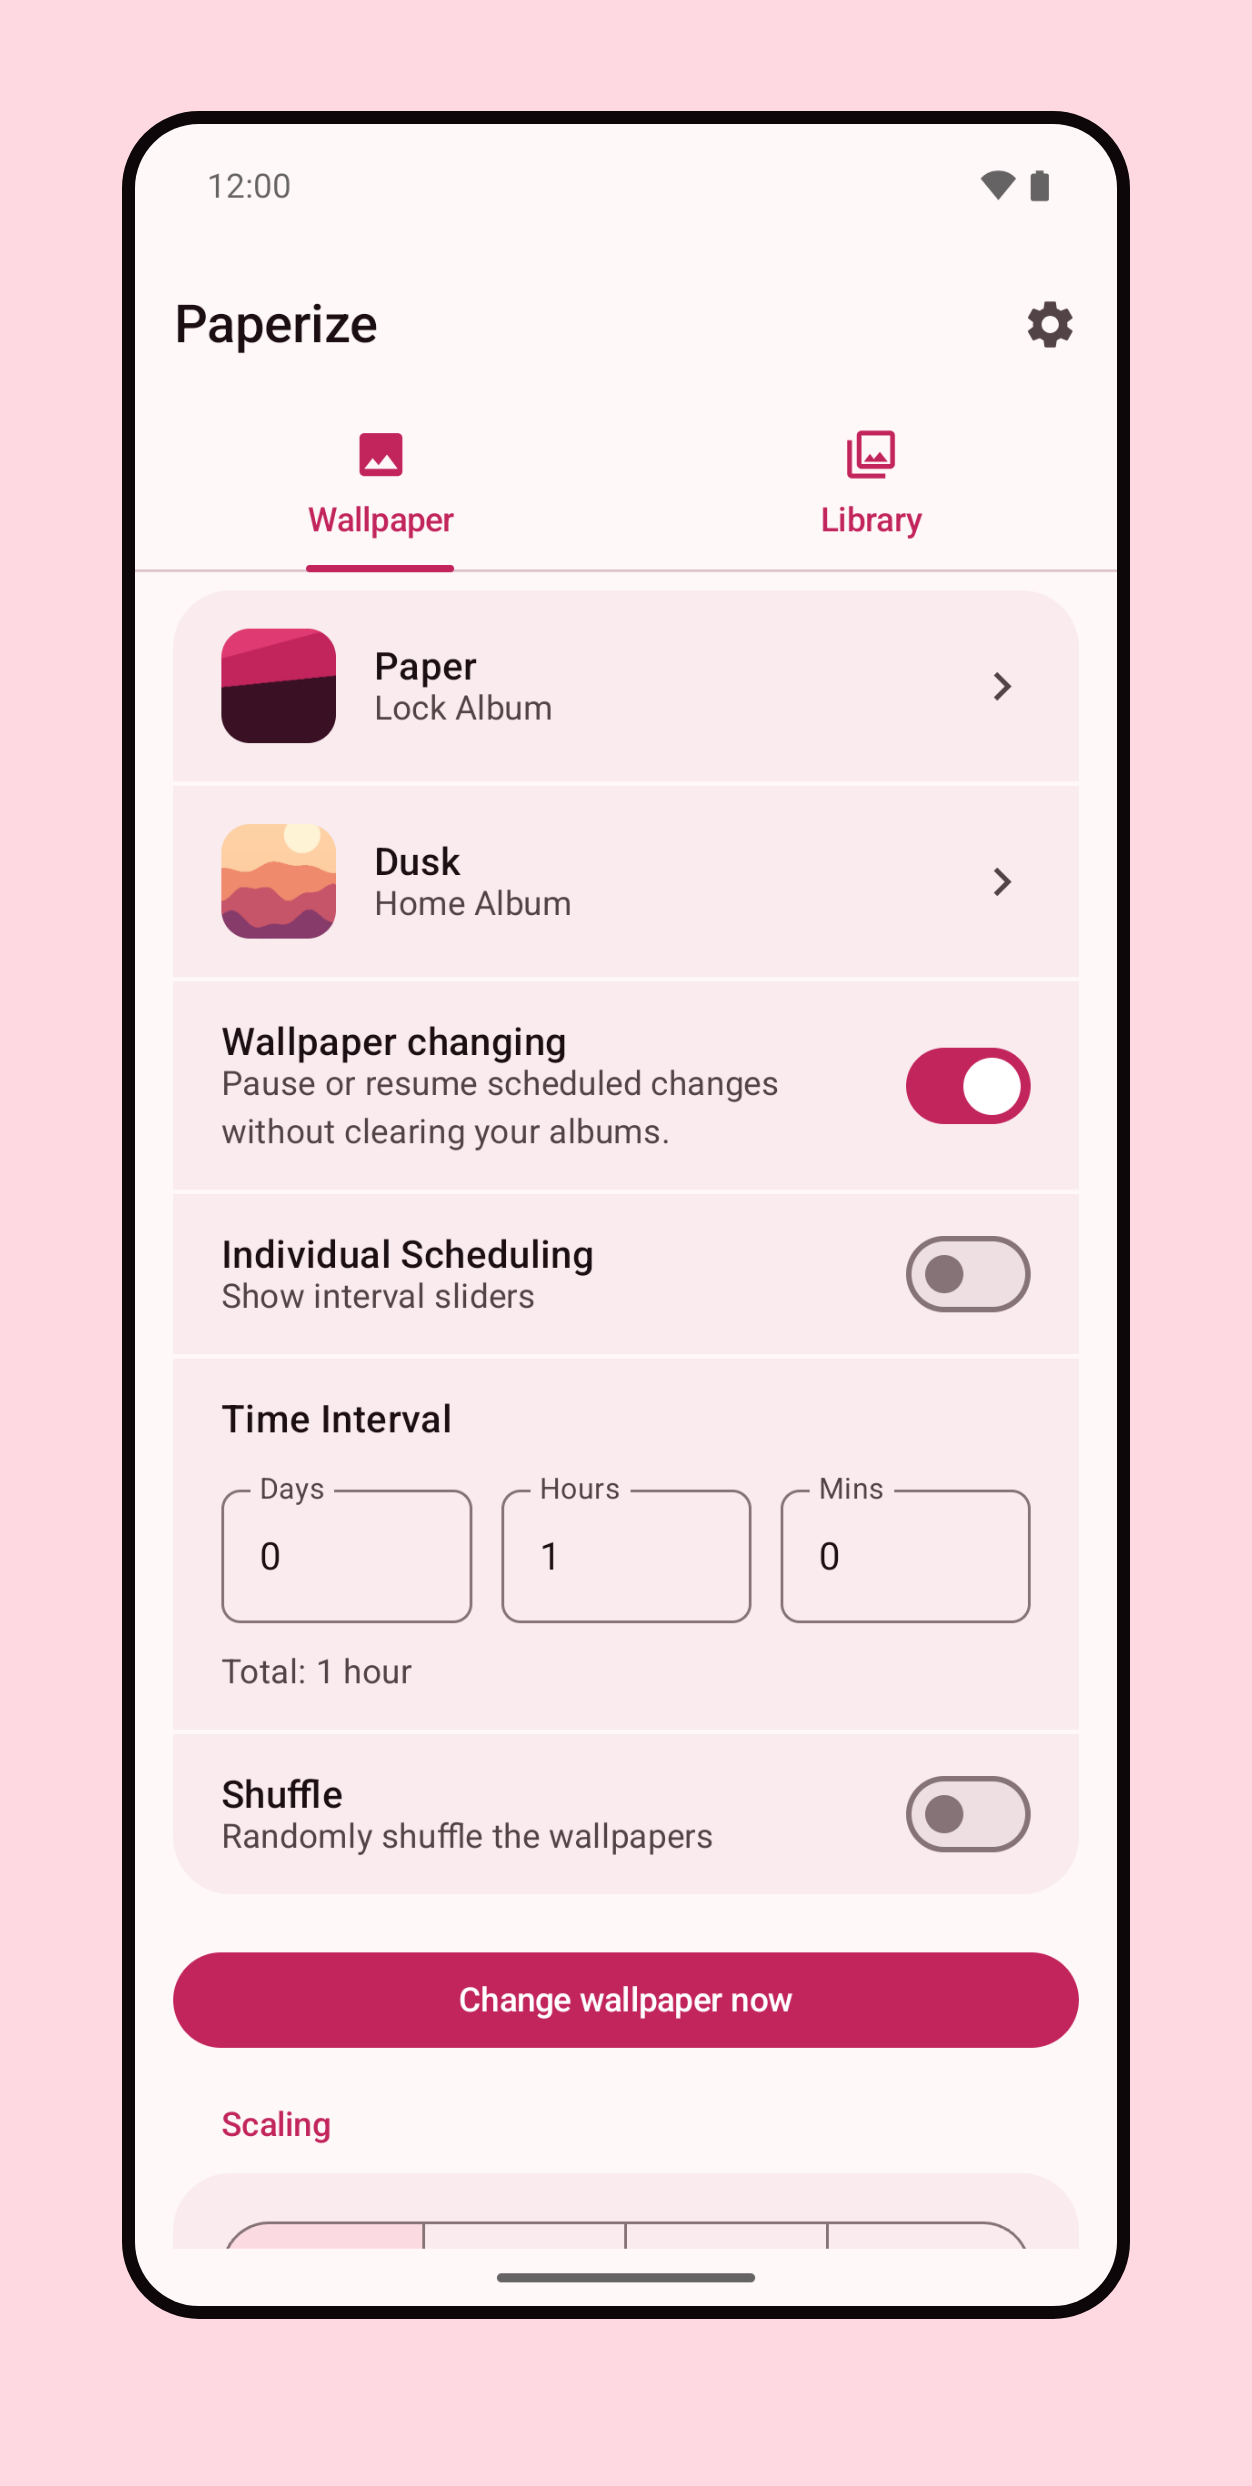 12:00
Paperize
Wallpaper
Library
Paper
Lock Album
Dusk
Home Album
Wallpaper changing
Pause or resume scheduled changes
without clearing your albums.
Individual Scheduling
Show interval sliders
Time Interval
Days
Hours
Mins
0
1
0
Total: 1 hour
Shuffle
Randomly shuffle the wallpapers
Change wallpaper now
Scaling